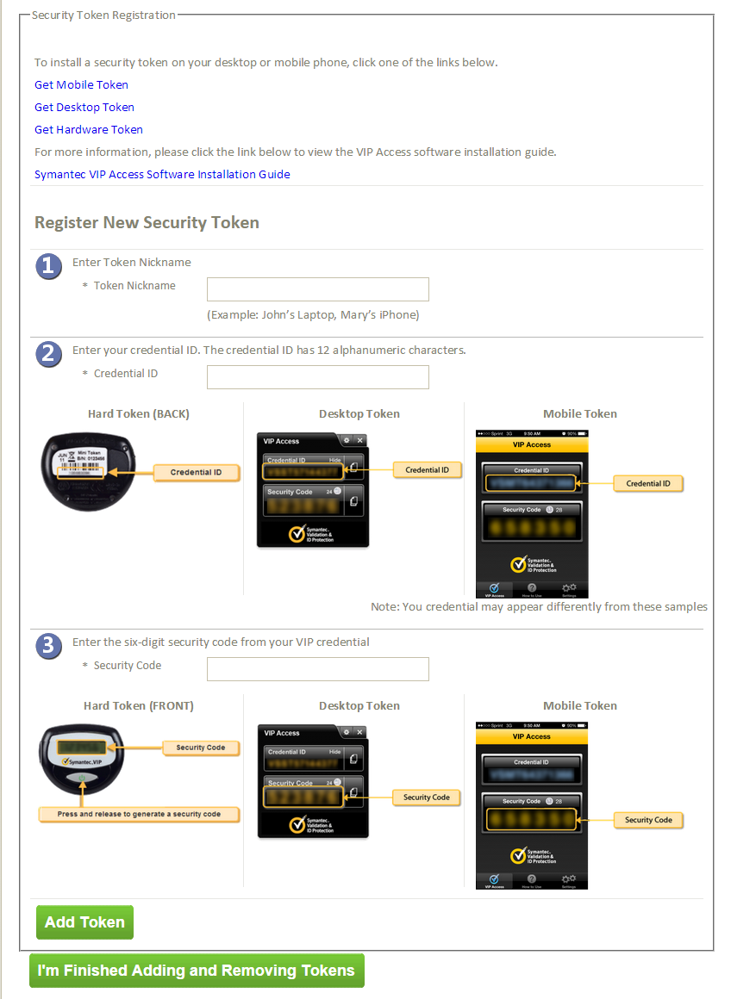 Security Token Registration
To install a security token on your desktop or mobile phone, click one of the links below.
Get Mobile Token
Get Desktop Token
Get Hardware Token
For more information, please click the link below to view the VIP Access software installation guide.
Symantec VIP Access Software Installation Guide
Register New Security Token
1 Enter Token Nickname
* Token Nickname
(Example: John's Laptop, Mary's iPhone)
2 Enter your credential ID. The credential ID has 12 alphanumeric characters.
* Credential ID
Hard Token (BACK)
JUN 11
Mini Token
S/N: 0123456
Credential ID
Desktop Token
VIP Access
Credential ID Hide
Security Code 24
Symantec.
Validation &
ID Protection
Credential ID
Mobile Token
Sprint 3G 9:50 AM 90%
VIP Access
Credential ID
Security Code 28
Symantec.
Validation &
ID Protection
VIP Access How to Use Settings
Credential ID
Note: You credential may appear differently from these samples
3 Enter the six-digit security code from your VIP credential
* Security Code
Hard Token (FRONT)
Symantec.VIP
Security Code
Press and release to generate a security code
Desktop Token
VIP Access
Credential ID Hide
Security Code 24
Symantec.
Validation &
ID Protection
Security Code
Mobile Token
Sprint 3G 9:50 AM 90%
VIP Access
Credential ID
Security Code 28
Symantec.
Validation &
ID Protection
VIP Access How to Use Settings
Security Code
Add Token
I'm Finished Adding and Removing Tokens